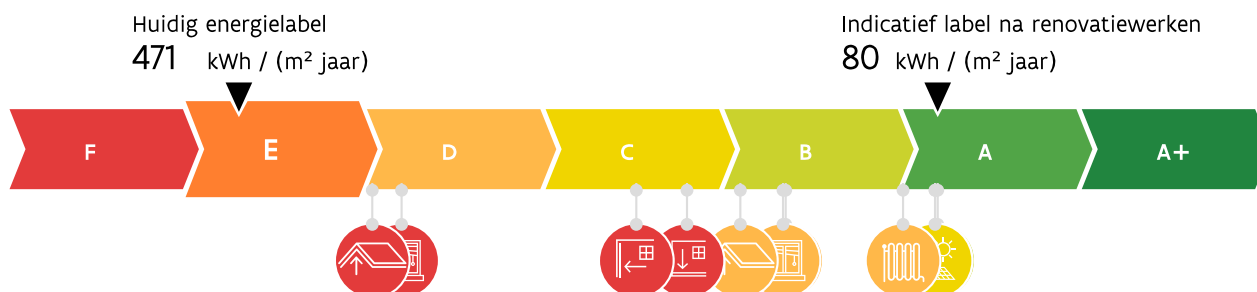 Huidig energielabel
471 kWh / (m² jaar)
Indicatief label na renovatiewerken
80 kWh / (m² jaar)
F E D C B A A+